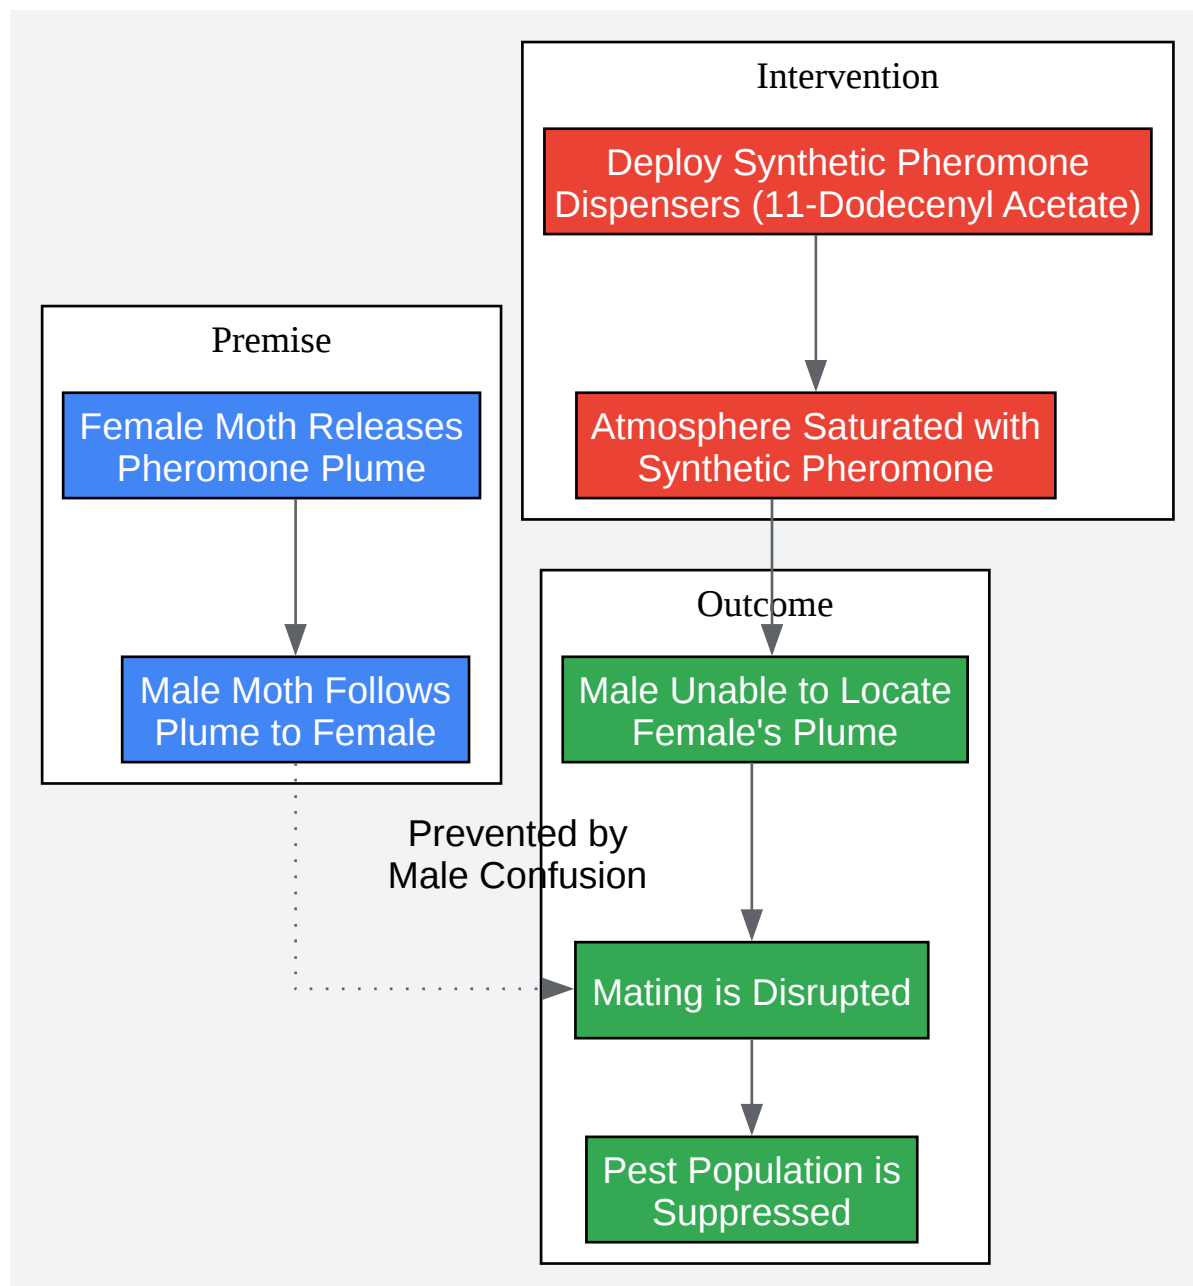 Intervention
Deploy Synthetic Pheromone
Dispensers (11-Dodecenyl Acetate)
Atmosphere Saturated with
Synthetic Pheromone
Premise
Female Moth Releases
Pheromone Plume
Male Moth Follows
Plume to Female
Prevented by
Male Confusion
Outcome
Male Unable to Locate
Female's Plume
Mating is Disrupted
Pest Population is
Suppressed